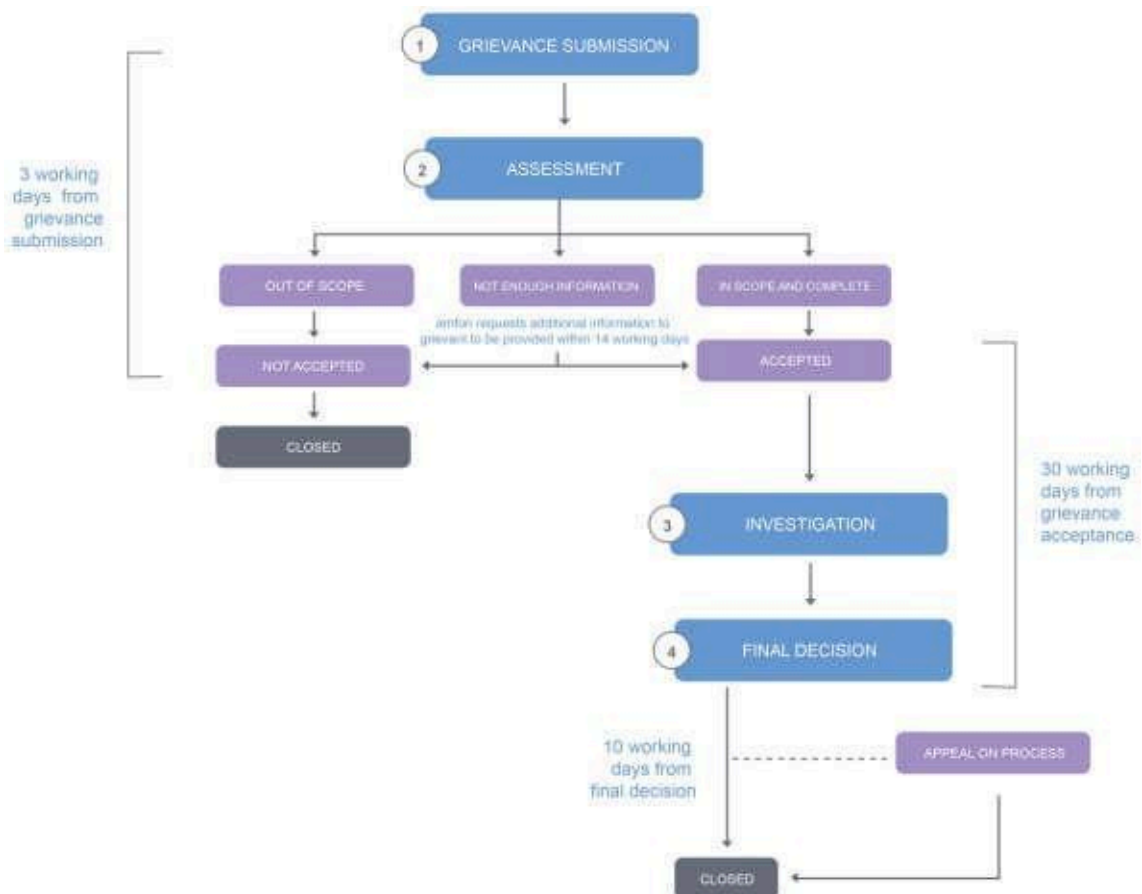 1
GRIEVANCE SUBMISSION
3 working
days from
grievance
submission
2
ASSESSMENT
OUT OF SCOPE
NOT ENOUGH INFORMATION
IN SCOPE AND COMPLETE
amfori requests additional information to
grievant to be provided within 14 working days
NOT ACCEPTED
ACCEPTED
CLOSED
30 working
days from
grievance
acceptance
3
INVESTIGATION
4
FINAL DECISION
10 working
days from
final decision
APPEAL ON PROCESS
CLOSED